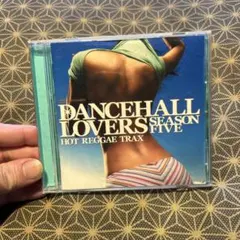 DANCEHALL
LOVERS SEASON
FIVE
HOT REGGAE TRAX